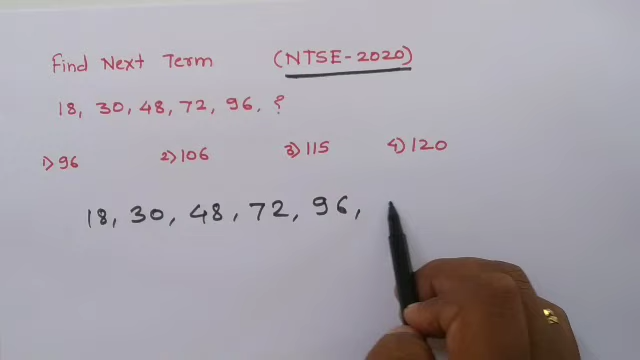 Find Next Term (NTSE-2020)
18, 30, 48, 72, 96, ?
1) 96 2) 106 3) 115 4) 120
18, 30, 48, 72, 96,